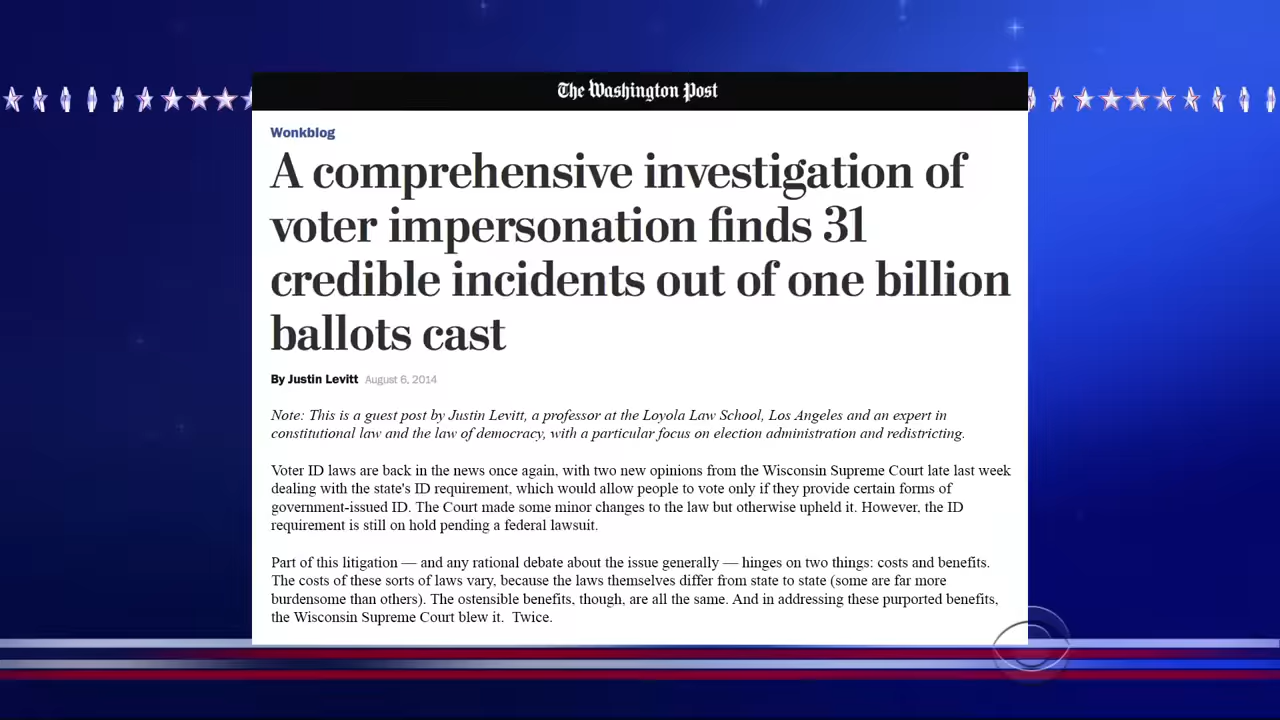 The Washington Post
Wonkblog
A comprehensive investigation of
voter impersonation finds 31
credible incidents out of one billion
ballots cast
By Justin Levitt August 6, 2014
Note: This is a guest post by Justin Levitt, a professor at the Loyola Law School, Los Angeles and an expert in
constitutional law and the law of democracy, with a particular focus on election administration and redistricting.
Voter ID laws are back in the news once again, with two new opinions from the Wisconsin Supreme Court late last week
dealing with the state's ID requirement, which would allow people to vote only if they provide certain forms of
government-issued ID. The Court made some minor changes to the law but otherwise upheld it. However, the ID
requirement is still on hold pending a federal lawsuit.
Part of this litigation — and any rational debate about the issue generally — hinges on two things: costs and benefits.
The costs of these sorts of laws vary, because the laws themselves differ from state to state (some are far more
burdensome than others). The ostensible benefits, though, are all the same. And in addressing these purported benefits,
the Wisconsin Supreme Court blew it. Twice.